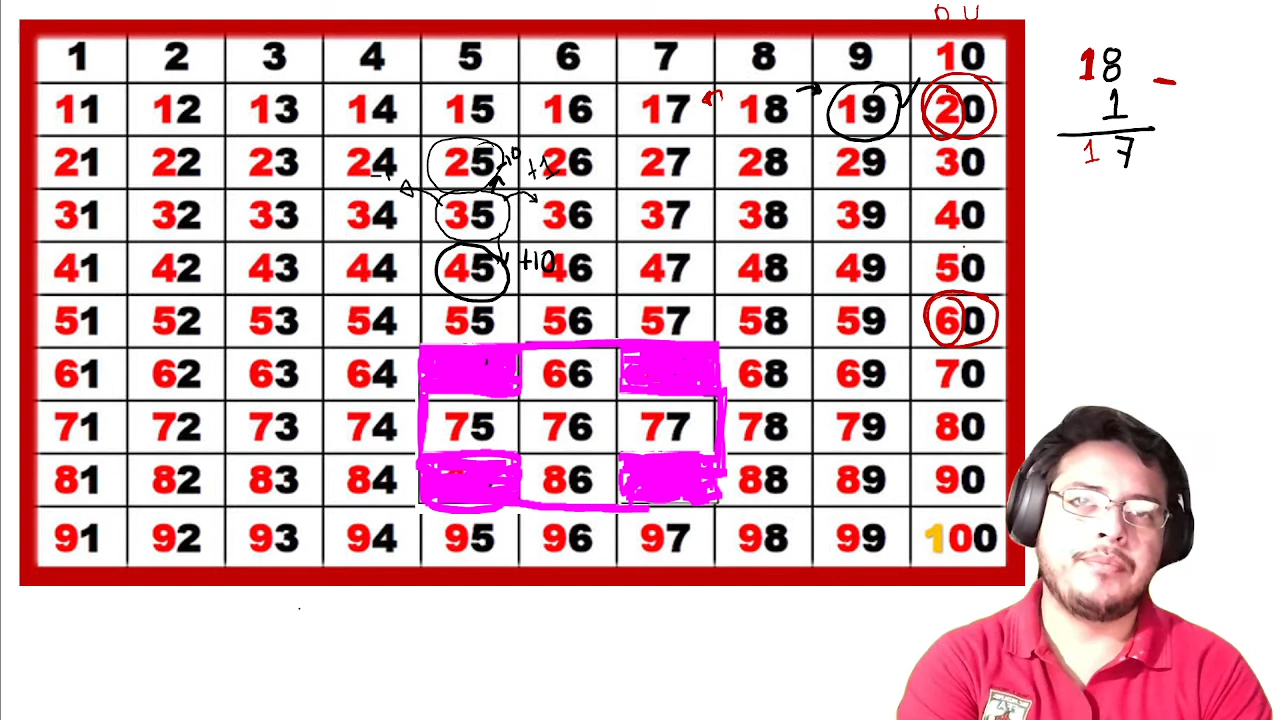 D U
1 2 3 4 5 6 7 8 9 10
11 12 13 14 15 16 17 18 19 20
21 22 23 24 25 26 27 28 29 30
31 32 33 34 35 36 37 38 39 40
41 42 43 44 45 46 47 48 49 50
51 52 53 54 55 56 57 58 59 60
61 62 63 64 66 68 69 70
71 72 73 74 75 76 77 78 79 80
81 82 83 84 86 88 89 90
91 92 93 94 95 96 97 98 99 100
-10
+1
+10
18 -
1
17